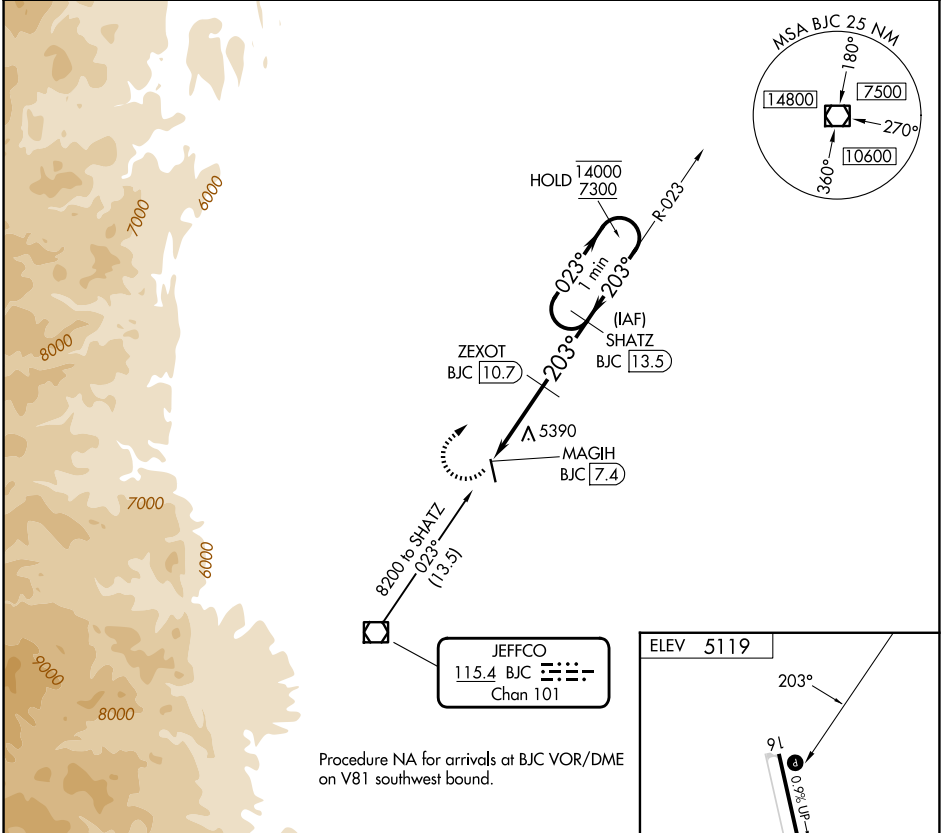 MSA BJC 25 NM
180°
14800
7500
270°
10600
360°
HOLD 14000
7300
R-023
023°
1 min
203°
(IAF)
SHATZ
BJC 13.5
203°
ZEXOT
BJC 10.7
5390
MAGIH
BJC 7.4
8200 to SHATZ
023°
(13.5)
6000
7000
8000
7000
6000
9000
8000
JEFFCO
115.4 BJC
Chan 101
Procedure NA for arrivals at BJC VOR/DME
on V81 southwest bound.
ELEV 5119
203°
16
P
0.9% UP